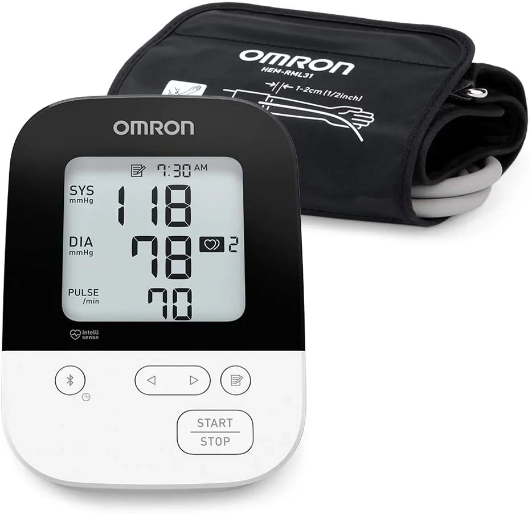 OMRON
HEM-RML31
1-2cm (1/2inch)
OMRON
7:30 AM
SYS
mmHg
118
DIA
mmHg
78
2
PULSE
/min
70
intelli
sense
START
STOP